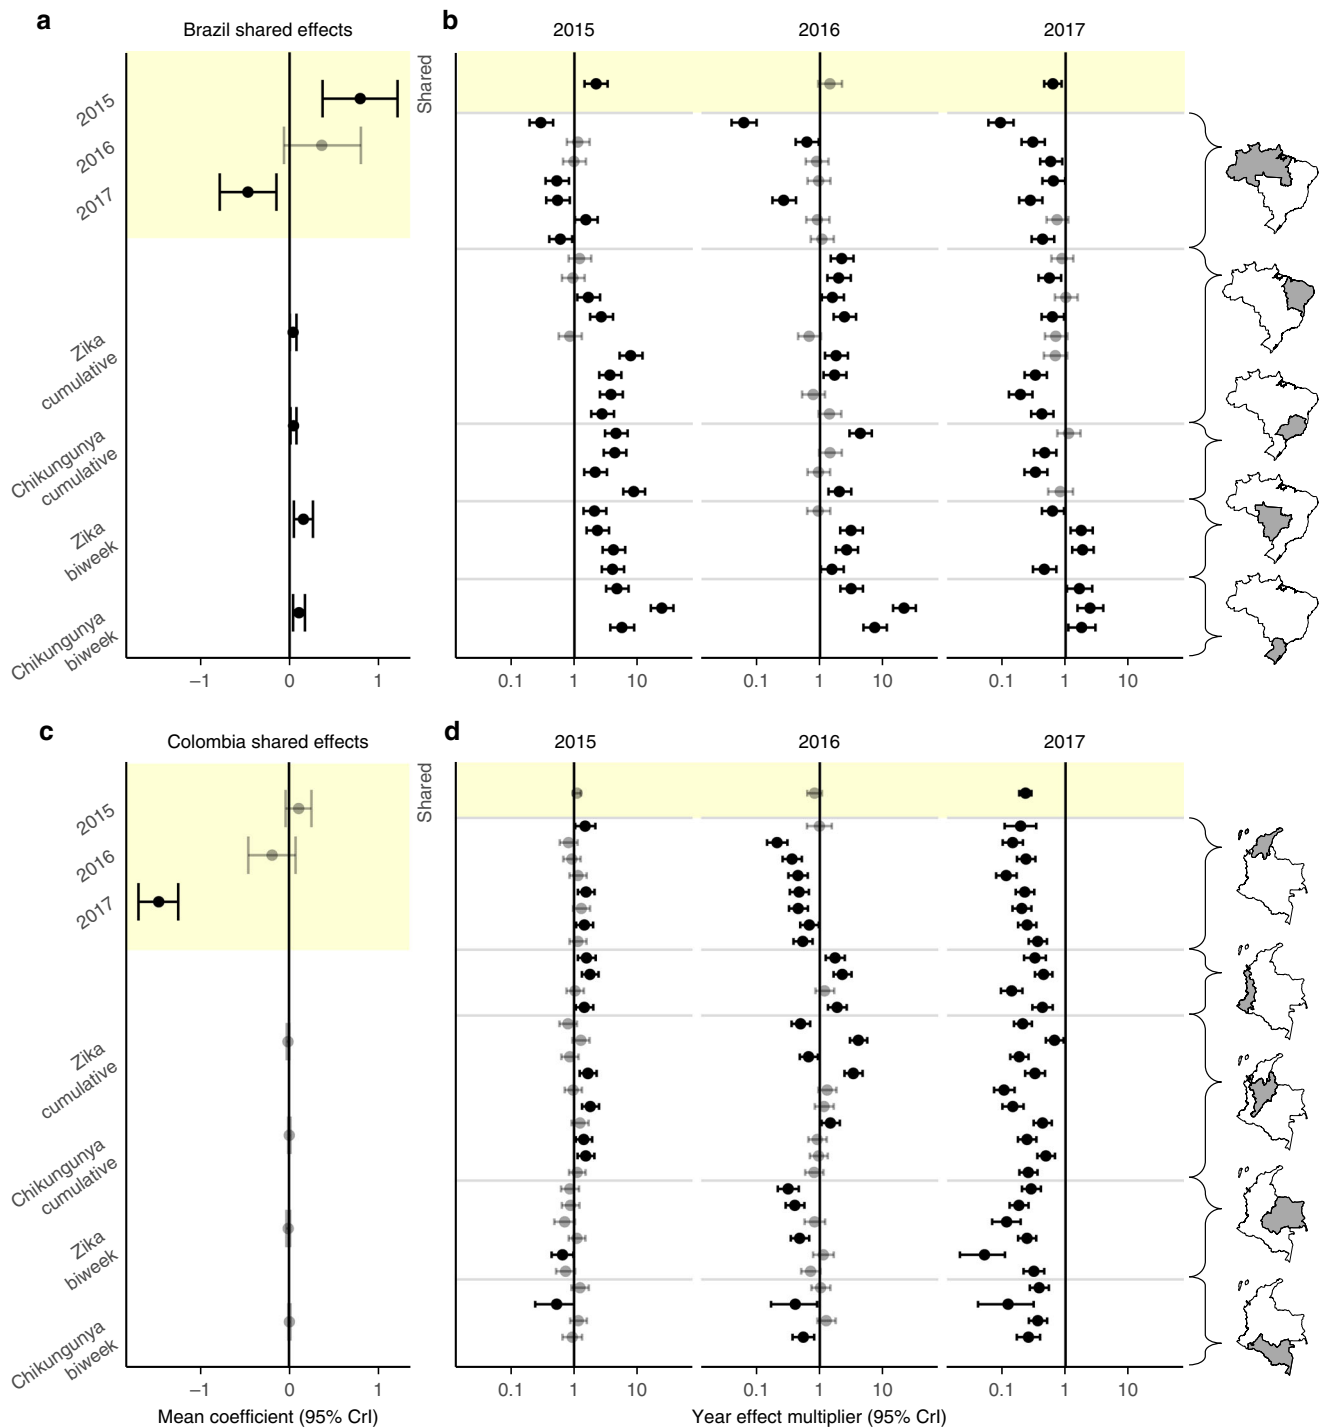 a
Brazil shared effects
2015
2016
2017
Zika
cumulative
Chikungunya
cumulative
Zika
biweek
Chikungunya
biweek
−1 0 1
b
2015 2016 2017
Shared
0.1 1 10 0.1 1 10 0.1 1 10
c
Colombia shared effects
2015
2016
2017
Zika
cumulative
Chikungunya
cumulative
Zika
biweek
Chikungunya
biweek
−1 0 1
Mean coefficient (95% CrI)
d
2015 2016 2017
Shared
0.1 1 10 0.1 1 10 0.1 1 10
Year effect multiplier (95% CrI)